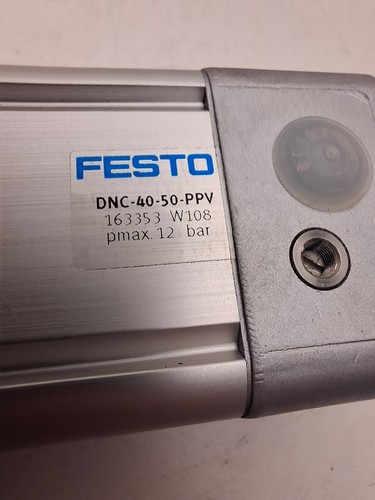 FESTO
DNC-40-50-PPV
163353 W108
pmax. 12 bar